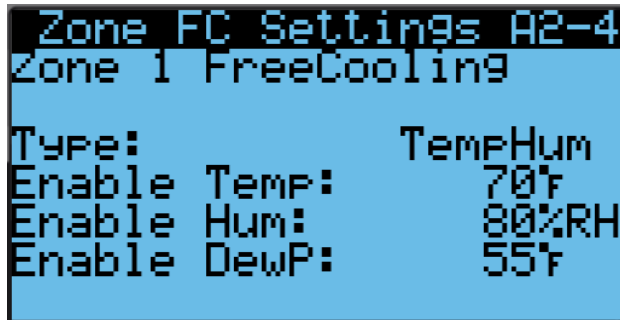 Zone FC Settings A2-4
Zone 1 FreeCooling
Type: TempHum
Enable Temp: 70°F
Enable Hum: 80%RH
Enable DewP: 55°F